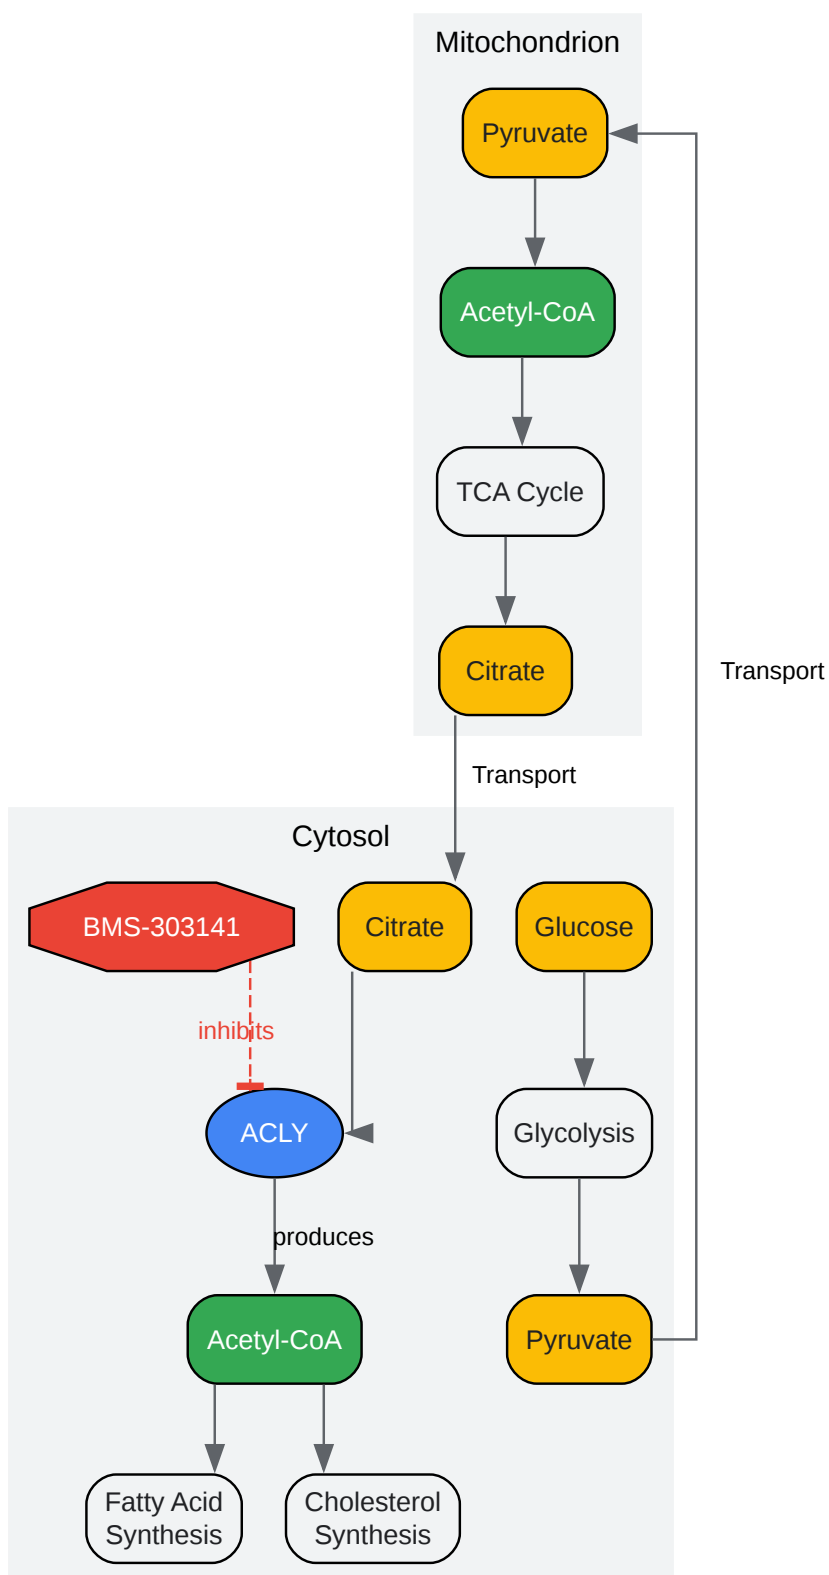 Mitochondrion
Pyruvate
Acetyl-CoA
TCA Cycle
Citrate
Transport
Transport
Cytosol
BMS-303141
Citrate
Glucose
inhibits
ACLY
Glycolysis
produces
Acetyl-CoA
Pyruvate
Fatty Acid
Synthesis
Cholesterol
Synthesis